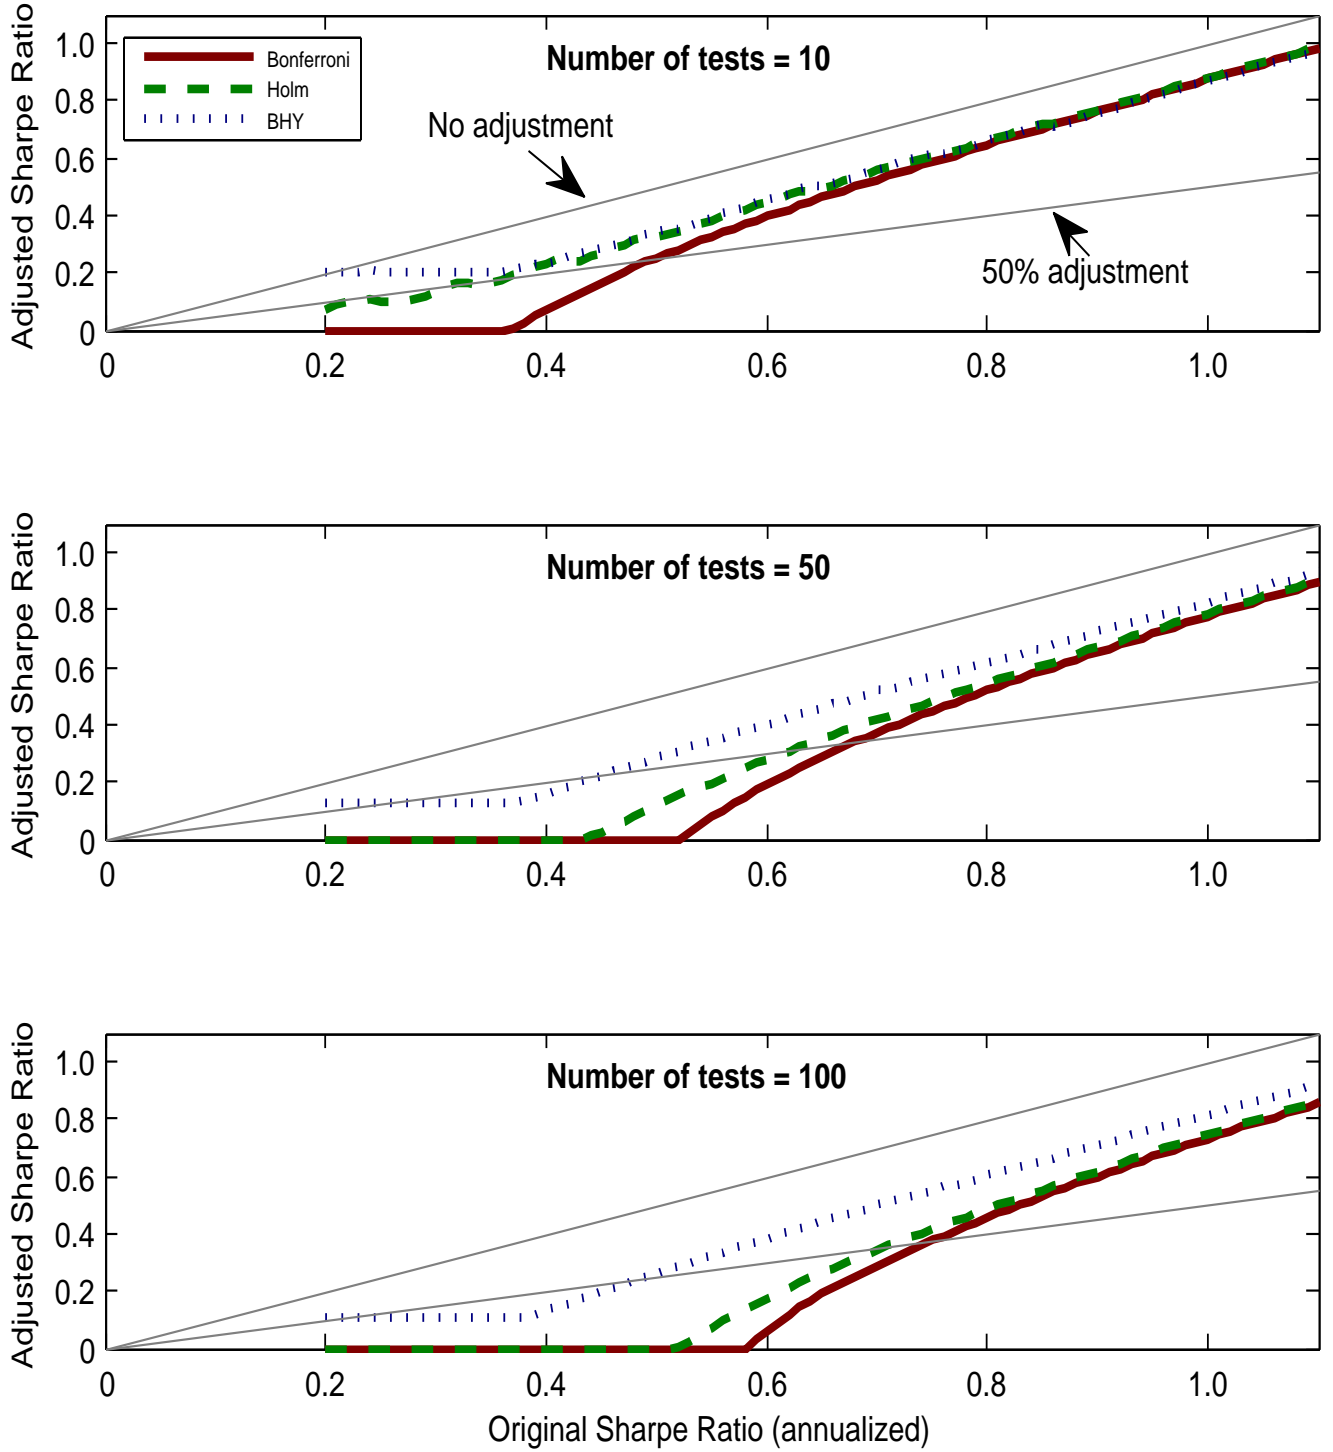 Adjusted Sharpe Ratio
1.0
0.8
0.6
0.4
0.2
0
Bonferroni
Holm
BHY
Number of tests = 10
No adjustment
50% adjustment
0 0.2 0.4 0.6 0.8 1.0
Adjusted Sharpe Ratio
1.0
0.8
0.6
0.4
0.2
0
Number of tests = 50
0 0.2 0.4 0.6 0.8 1.0
Adjusted Sharpe Ratio
1.0
0.8
0.6
0.4
0.2
0
Number of tests = 100
0 0.2 0.4 0.6 0.8 1.0
Original Sharpe Ratio (annualized)